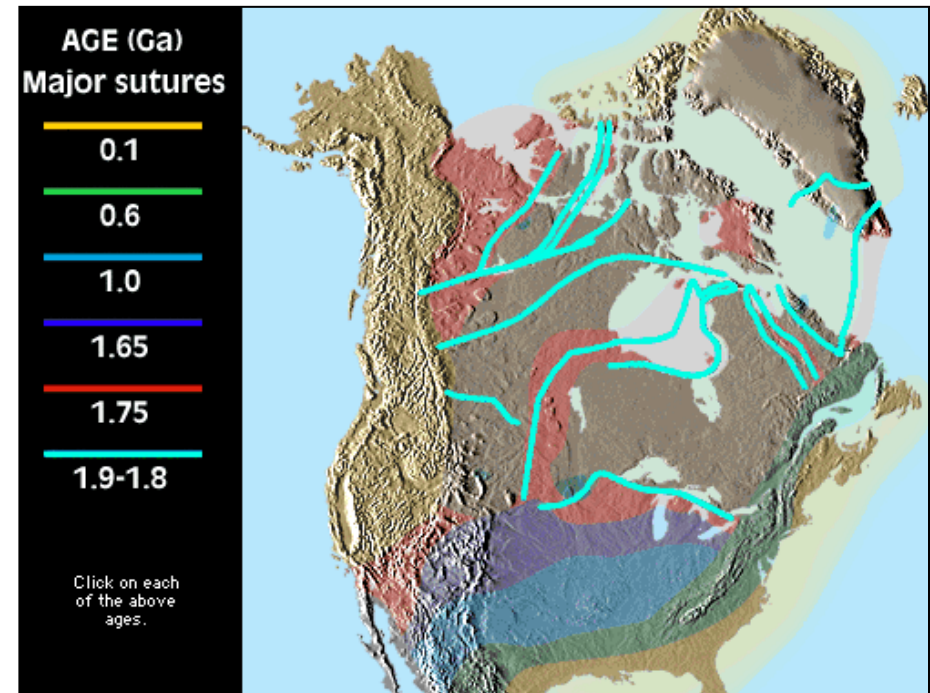 AGE (Ga)
Major sutures
0.1
0.6
1.0
1.65
1.75
1.9-1.8
Click on each
of the above
ages.